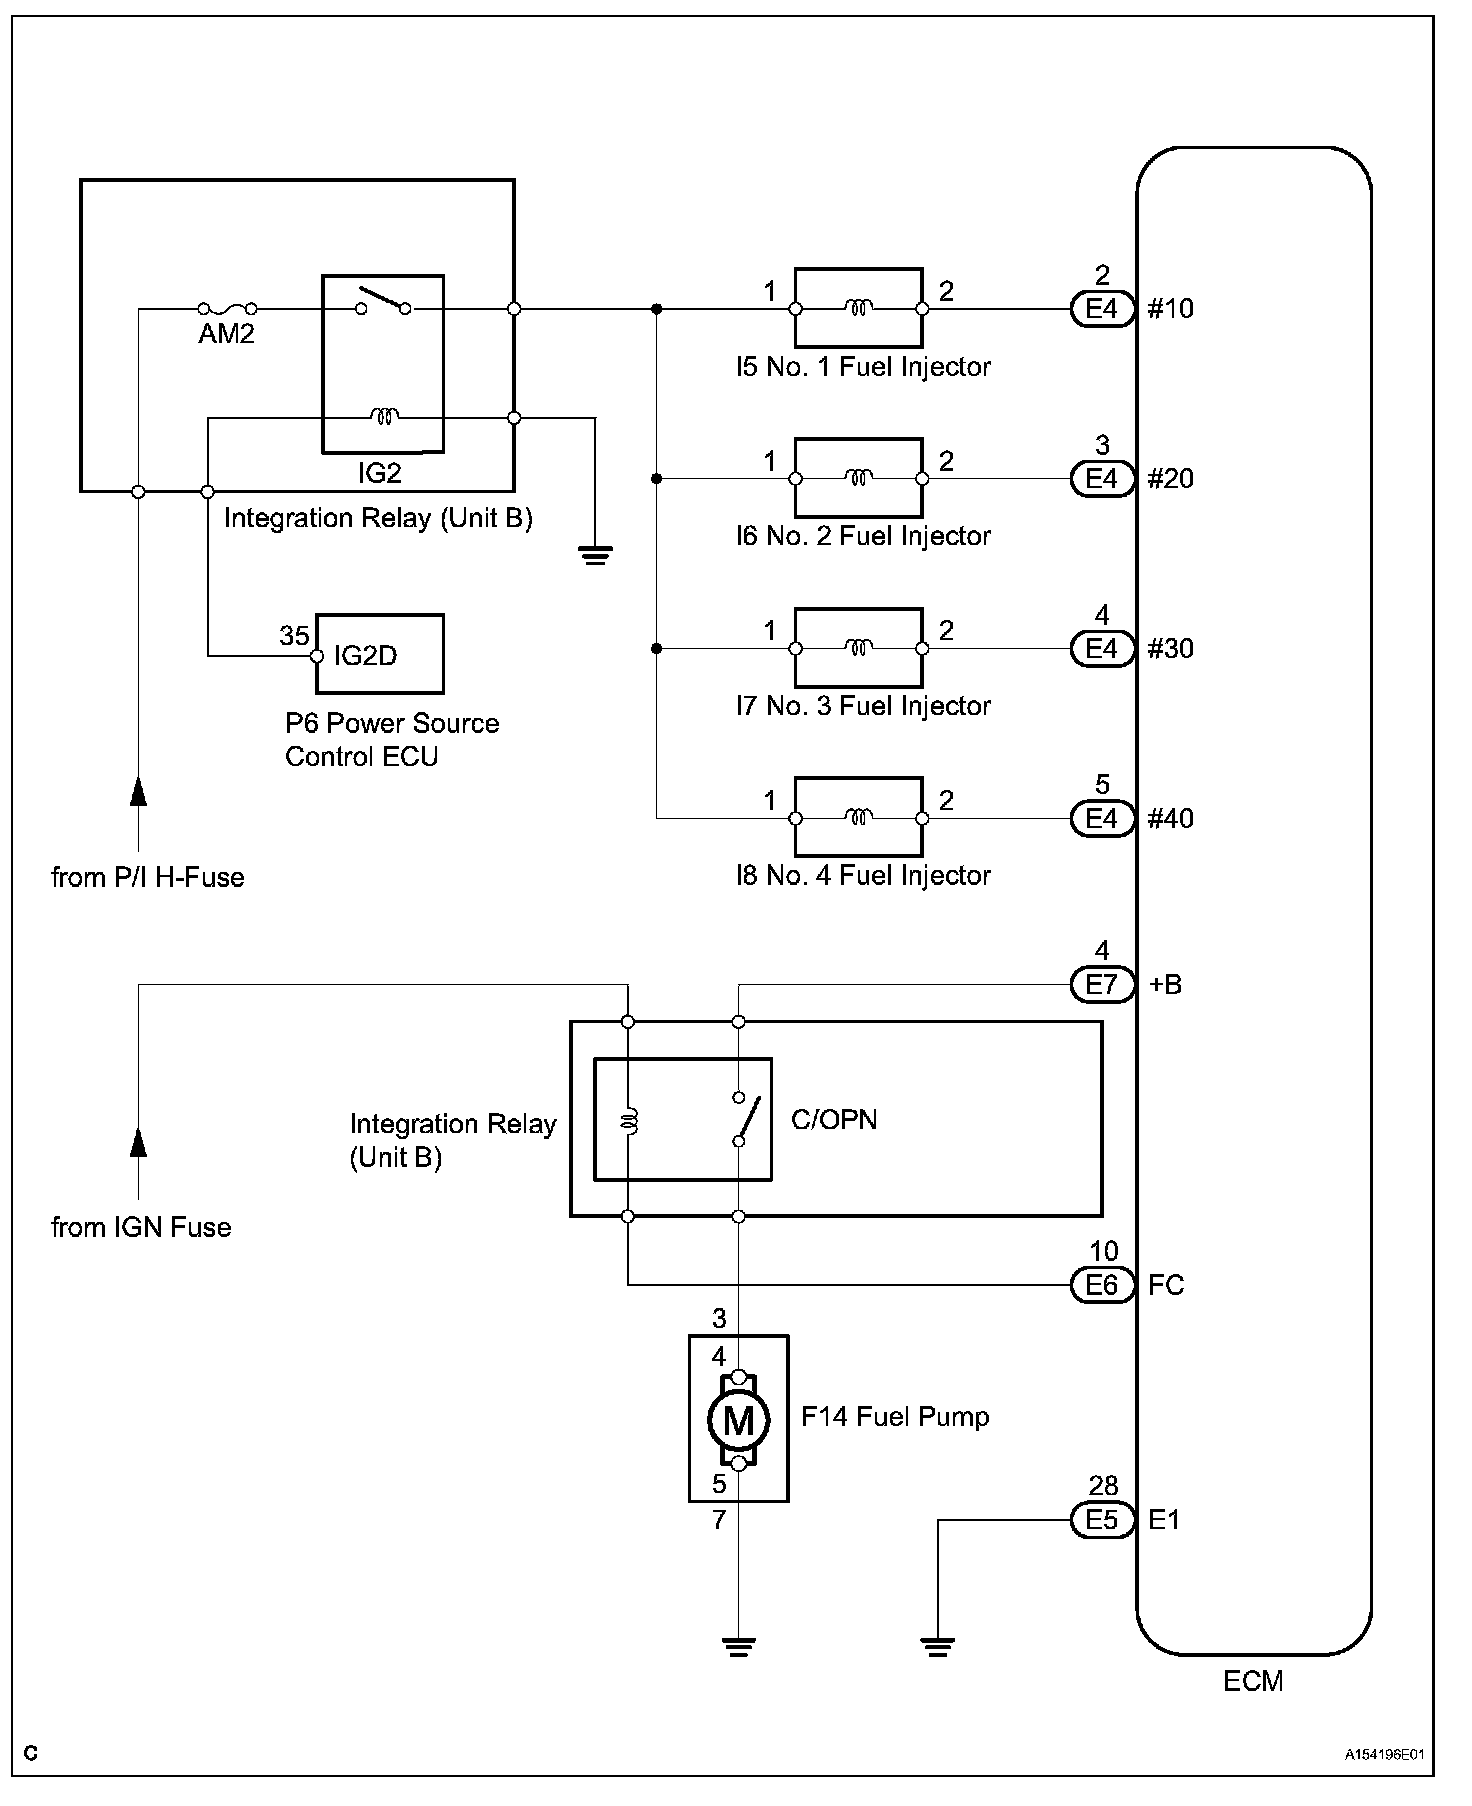 2
1 2
E4 #10
AM2
I5 No. 1 Fuel Injector
3
1 2
E4 #20
IG2
Integration Relay (Unit B)
I6 No. 2 Fuel Injector
4
35 1 2
IG2D E4 #30
P6 Power Source
Control ECU
I7 No. 3 Fuel Injector
5
1 2
E4 #40
from P/I H-Fuse
I8 No. 4 Fuel Injector
4
E7 +B
Integration Relay
(Unit B)
C/OPN
from IGN Fuse
10
E6 FC
3
4
M F14 Fuel Pump
5
7
28
E5 E1
ECM
C
A154196E01